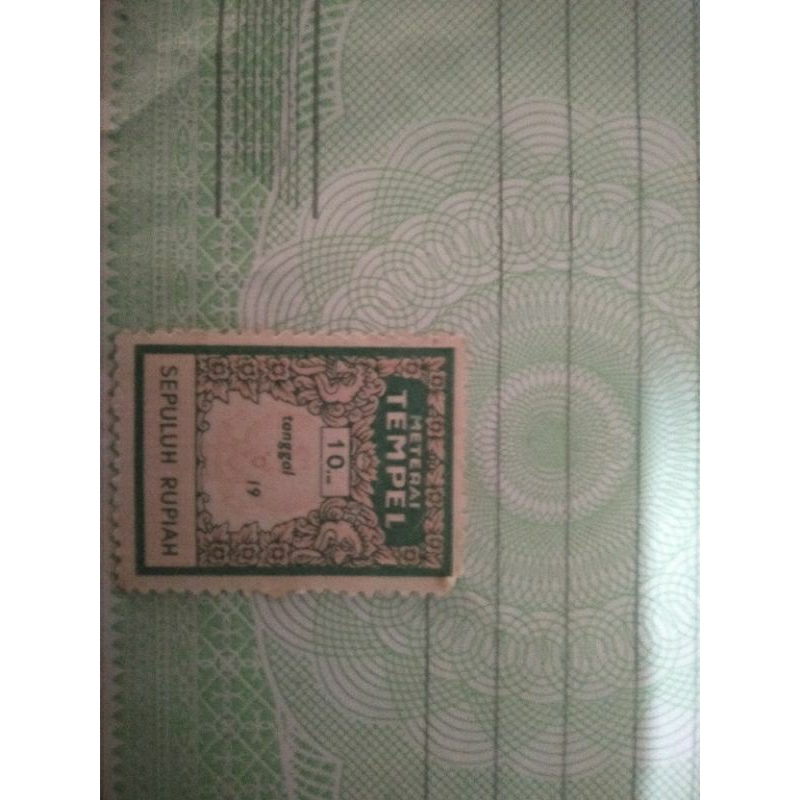 METERAI
TEMPEL
10.-
tanggal
19
SEPULUH RUPIAH